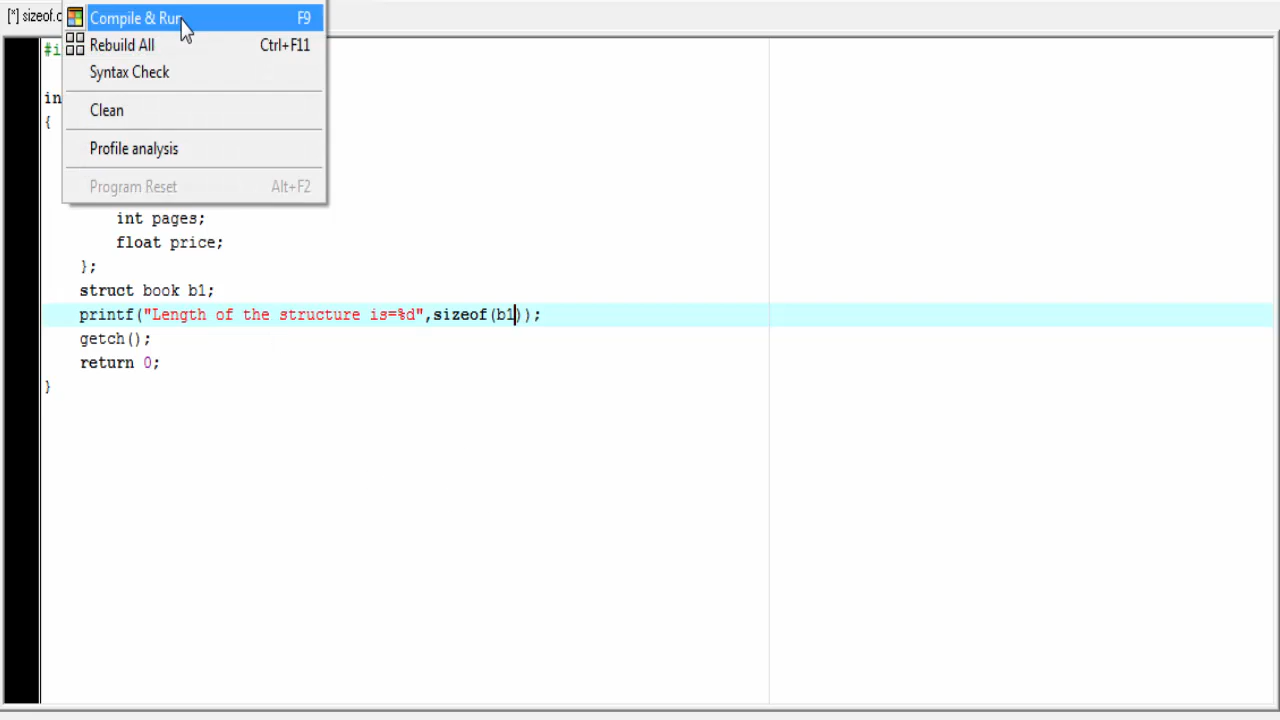 [*] sizeof.c
Compile & Run F9
Rebuild All Ctrl+F11
Syntax Check
Clean
Profile analysis
Program Reset Alt+F2
#i
in
{
int pages;
float price;
};
struct book b1;
printf("Length of the structure is=%d",sizeof(b1));
getch();
return 0;
}